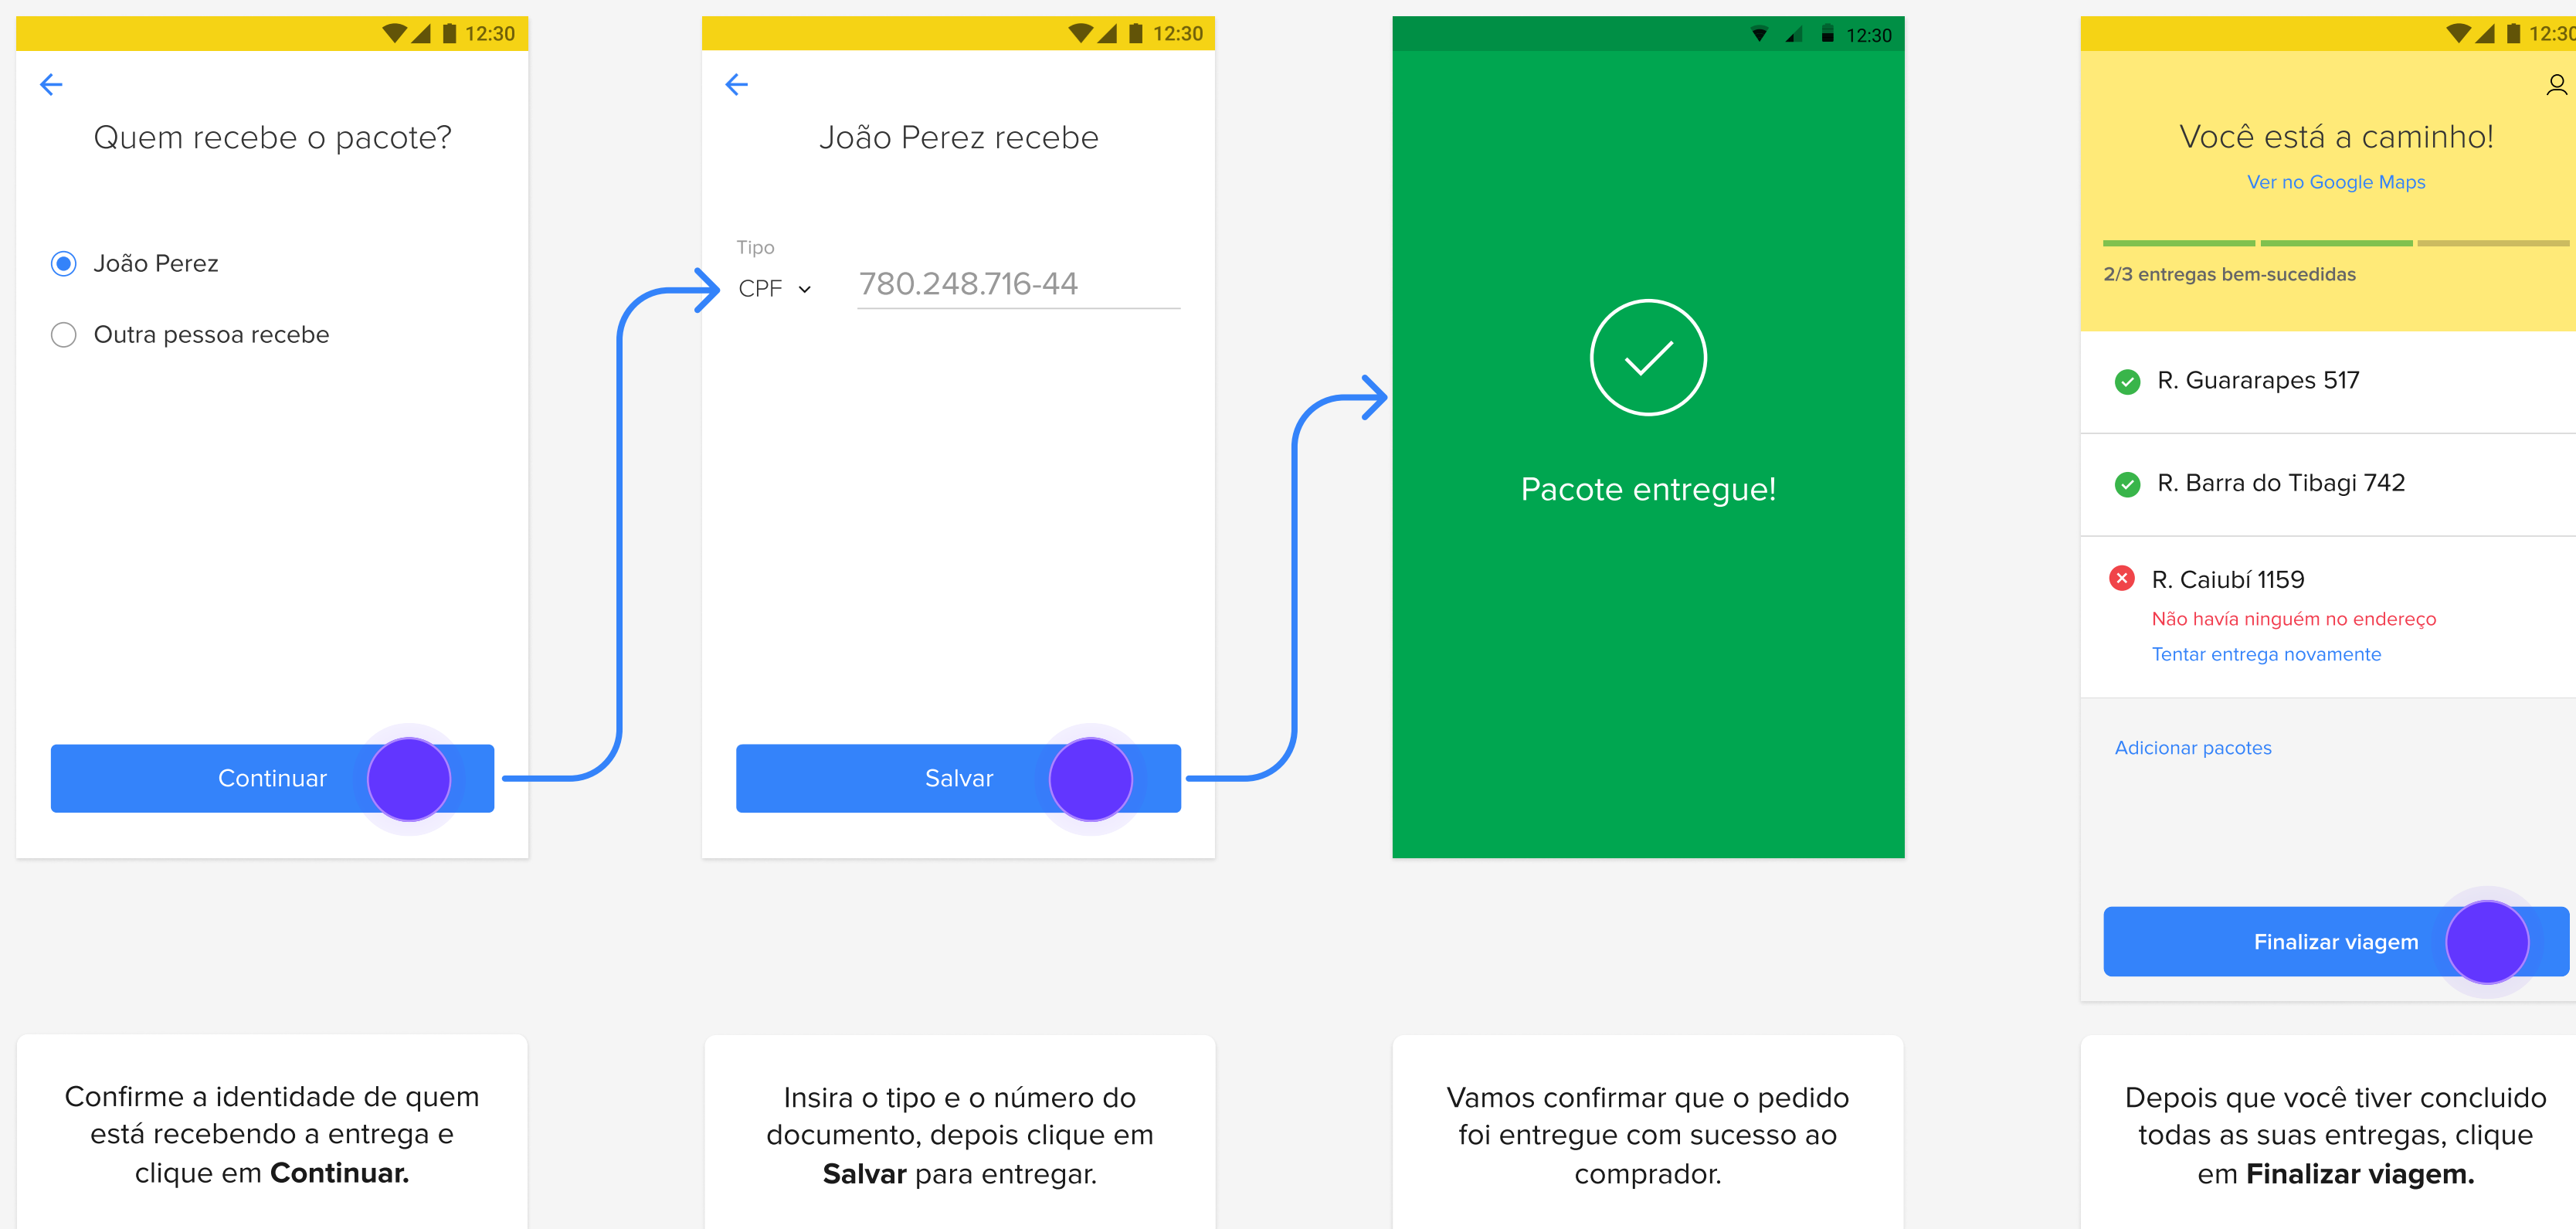 12:30
Quem recebe o pacote?
João Perez
Outra pessoa recebe
Continuar
Confirme a identidade de quem
está recebendo a entrega e
clique em Continuar.
12:30
João Perez recebe
Tipo
CPF
780.248.716-44
Salvar
Insira o tipo e o número do
documento, depois clique em
Salvar para entregar.
12:30
Pacote entregue!
Vamos confirmar que o pedido
foi entregue com sucesso ao
comprador.
12:30
Você está a caminho!
Ver no Google Maps
2/3 entregas bem-sucedidas
R. Guararapes 517
R. Barra do Tibagi 742
R. Caiubí 1159
Não havía ninguém no endereço
Tentar entrega novamente
Adicionar pacotes
Finalizar viagem
Depois que você tiver concluido
todas as suas entregas, clique
em Finalizar viagem.